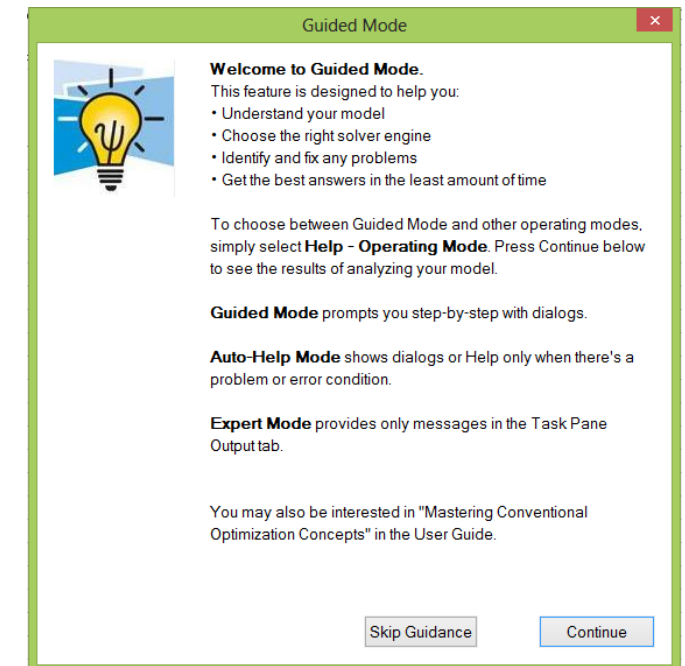 Guided Mode
×
Welcome to Guided Mode.
This feature is designed to help you:
• Understand your model
• Choose the right solver engine
• Identify and fix any problems
• Get the best answers in the least amount of time
To choose between Guided Mode and other operating modes,
simply select Help - Operating Mode. Press Continue below
to see the results of analyzing your model.
Guided Mode prompts you step-by-step with dialogs.
Auto-Help Mode shows dialogs or Help only when there's a
problem or error condition.
Expert Mode provides only messages in the Task Pane
Output tab.
You may also be interested in "Mastering Conventional
Optimization Concepts" in the User Guide.
Skip Guidance
Continue